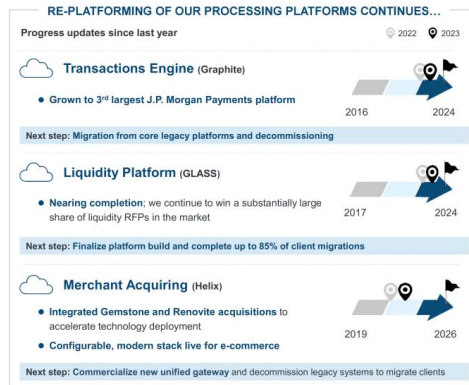 RE-PLATFORMING OF OUR PROCESSING PLATFORMS CONTINUES…
Progress updates since last year
2022 2023
Transactions Engine (Graphite)
• Grown to 3rd largest J.P. Morgan Payments platform
2016 2024
Next step: Migration from core legacy platforms and decommissioning
Liquidity Platform (GLASS)
• Nearing completion; we continue to win a substantially large
share of liquidity RFPs in the market
2017 2024
Next step: Finalize platform build and complete up to 85% of client migrations
Merchant Acquiring (Helix)
• Integrated Gemstone and Renovite acquisitions to
accelerate technology deployment
• Configurable, modern stack live for e-commerce
2019 2026
Next step: Commercialize new unified gateway and decommission legacy systems to migrate clients